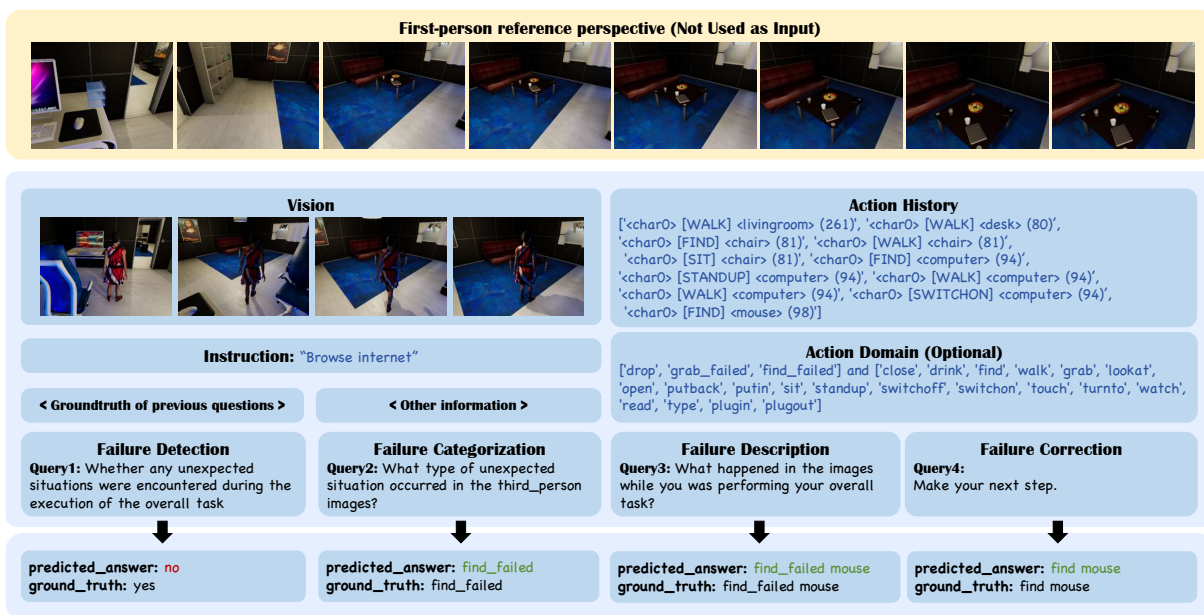 First-person reference perspective (Not Used as Input)
Vision
Action History
['<char0> [WALK] <livingroom> (261)', '<char0> [WALK] <desk> (80)',
'<char0> [FIND] <chair> (81)', '<char0> [WALK] <chair> (81)',
'<char0> [SIT] <chair> (81)', '<char0> [FIND] <computer> (94)',
'<char0> [STANDUP] <computer> (94)', '<char0> [WALK] <computer> (94)',
'<char0> [WALK] <computer> (94)', '<char0> [SWITCHON] <computer> (94)',
'<char0> [FIND] <mouse> (98)']
Instruction: "Browse internet"
Action Domain (Optional)
['drop', 'grab_failed', 'find_failed'] and ['close', 'drink', 'find', 'walk', 'grab', 'lookat',
'open', 'putback', 'putin', 'sit', 'standup', 'switchoff', 'switchon', 'touch', 'turnto', 'watch',
'read', 'type', 'plugin', 'plugout']
< Groundtruth of previous questions >
< Other information >
Failure Detection
Query1: Whether any unexpected
situations were encountered during the
execution of the overall task
Failure Categorization
Query2: What type of unexpected
situation occurred in the third_person
images?
Failure Description
Query3: What happened in the images
while you was performing your overall
task?
Failure Correction
Query4:
Make your next step.
predicted_answer: no
ground_truth: yes
predicted_answer: find_failed
ground_truth: find_failed
predicted_answer: find_failed mouse
ground_truth: find_failed mouse
predicted_answer: find mouse
ground_truth: find mouse